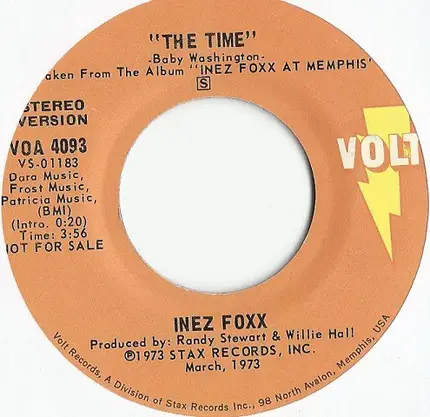 "THE TIME"
-Baby Washington-
Taken From The Album "INEZ FOXX AT MEMPHIS"
S
STEREO
VERSION
VOA 4093
VS-01183
Dara Music,
Frost Music,
Patricia Music,
(BMI)
(Intro. 0:20)
Time: 3:56
NOT FOR SALE
VOLT
INEZ FOXX
Produced by: Randy Stewart & Willie Hall
℗1973 STAX RECORDS, INC.
March, 1973
Volt Records, A Division of Stax Records Inc., 98 North Avalon, Memphis, USA